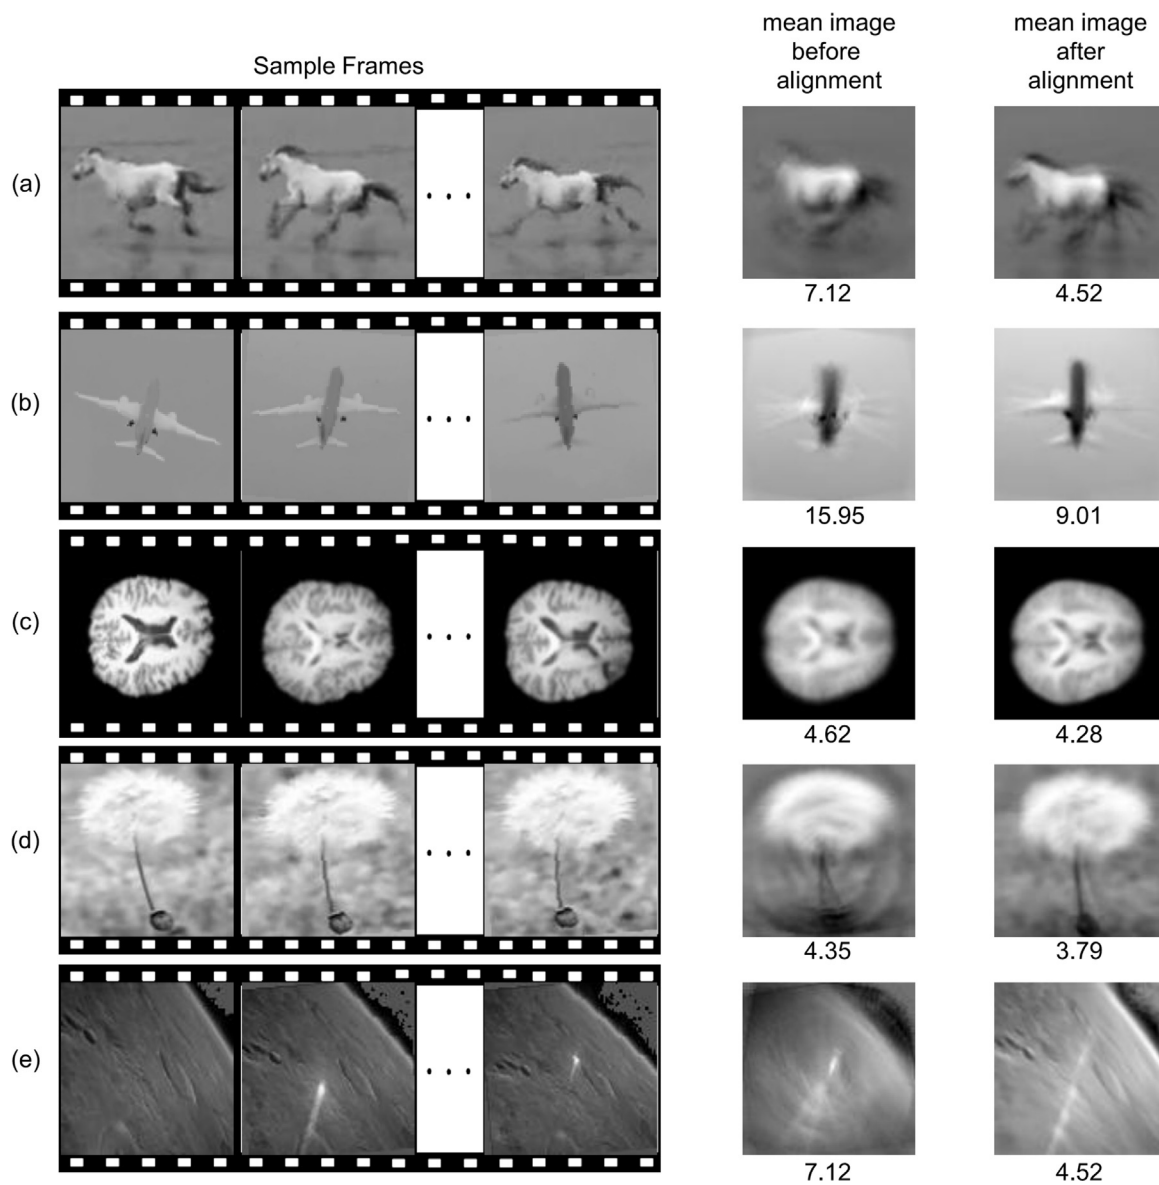 Sample Frames
mean image
before
alignment
mean image
after
alignment
(a)
7.12
4.52
(b)
15.95
9.01
(c)
4.62
4.28
(d)
4.35
3.79
(e)
7.12
4.52